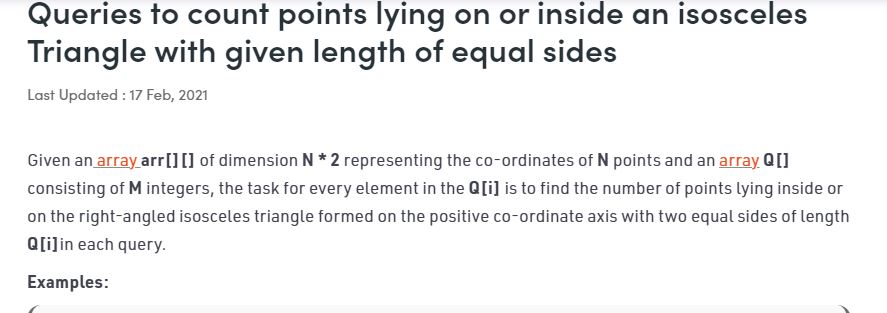 Queries to count points lying on or inside an isosceles
Triangle with given length of equal sides
Last Updated : 17 Feb, 2021
Given an array arr[][] of dimension N * 2 representing the co-ordinates of N points and an array Q[]
consisting of M integers, the task for every element in the Q[i] is to find the number of points lying inside or
on the right-angled isosceles triangle formed on the positive co-ordinate axis with two equal sides of length
Q[i]in each query.
Examples: